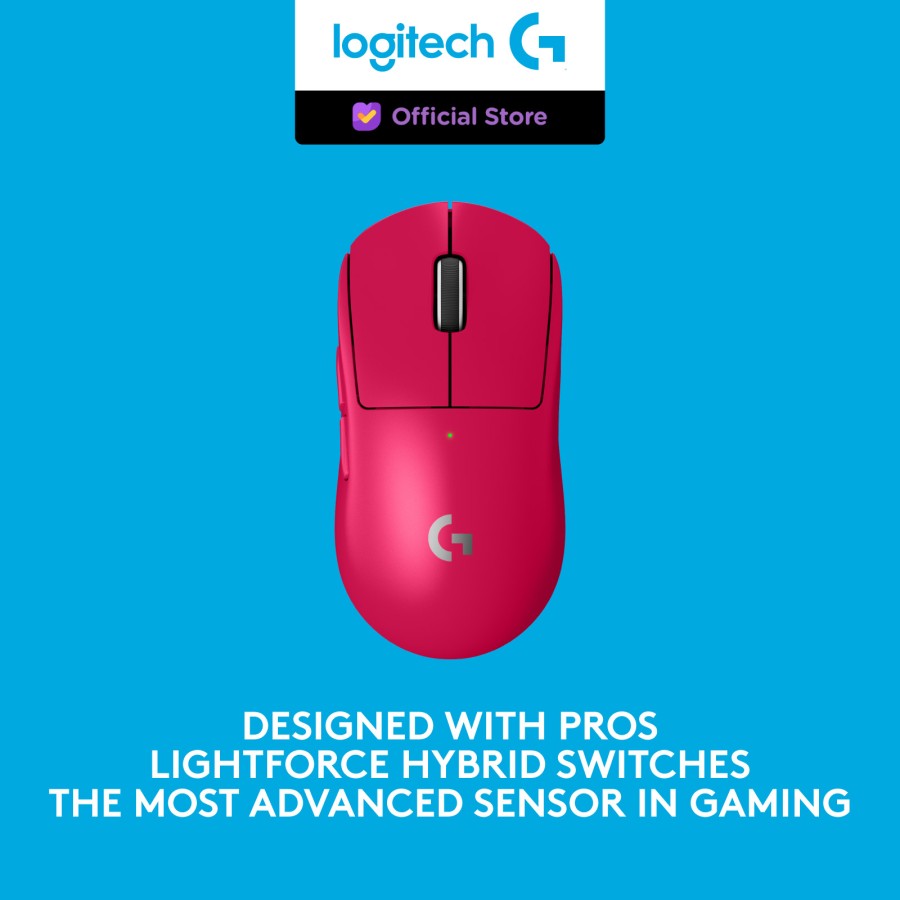 logitech G
Official Store
DESIGNED WITH PROS
LIGHTFORCE HYBRID SWITCHES
THE MOST ADVANCED SENSOR IN GAMING